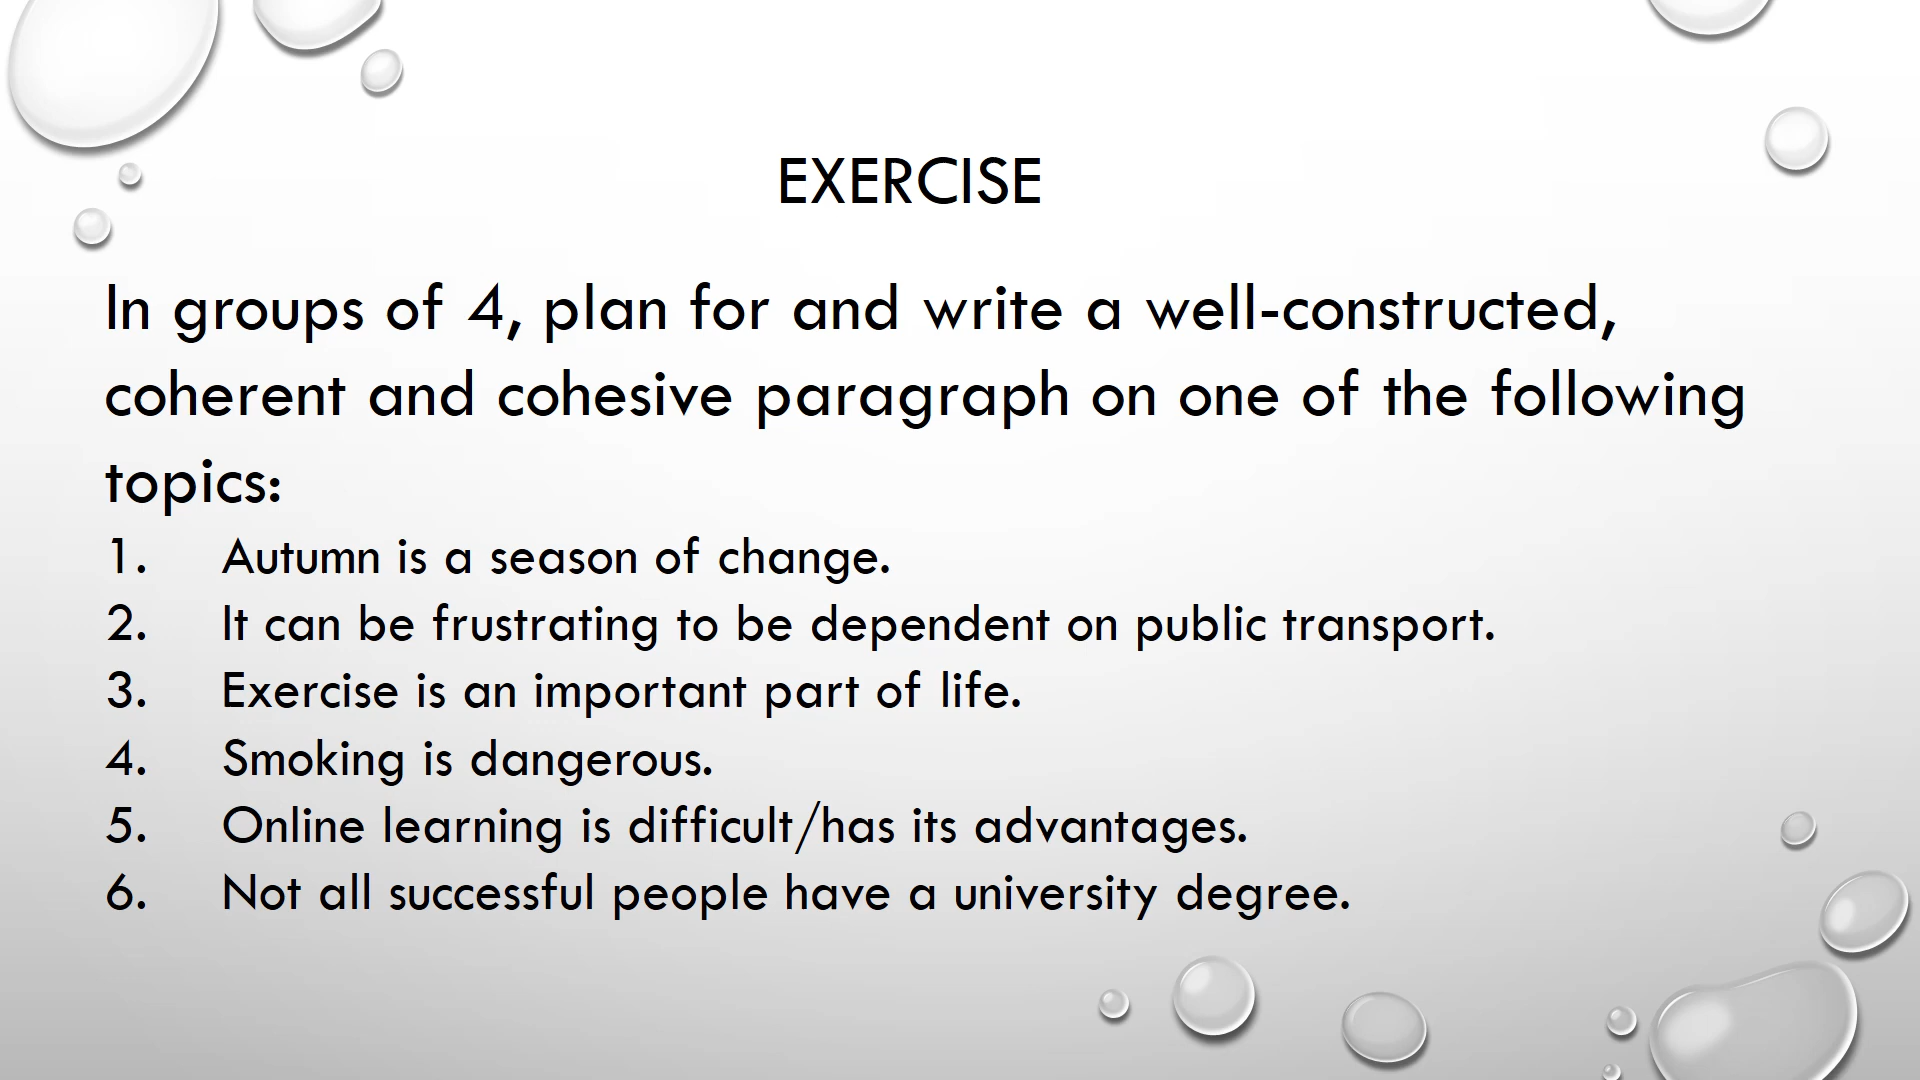 EXERCISE
In groups of 4, plan for and write a well-constructed,
coherent and cohesive paragraph on one of the following
topics:
1. Autumn is a season of change.
2. It can be frustrating to be dependent on public transport.
3. Exercise is an important part of life.
4. Smoking is dangerous.
5. Online learning is difficult/has its advantages.
6. Not all successful people have a university degree.